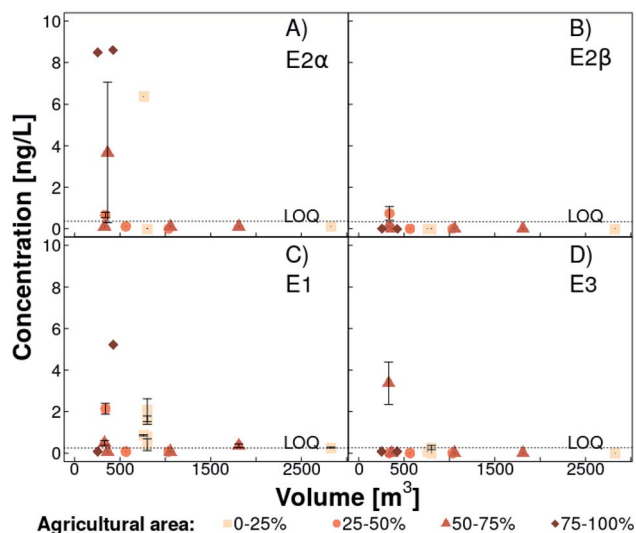 10
8
6
4
2
0
A)
E2α
LOQ
B)
E2β
LOQ
Concentration [ng/L]
10
8
6
4
2
0
C)
E1
LOQ
D)
E3
LOQ
0 500 1500 2500 0 500 1500 2500
Volume [m³]
Agricultural area: 0-25% 25-50% 50-75% 75-100%